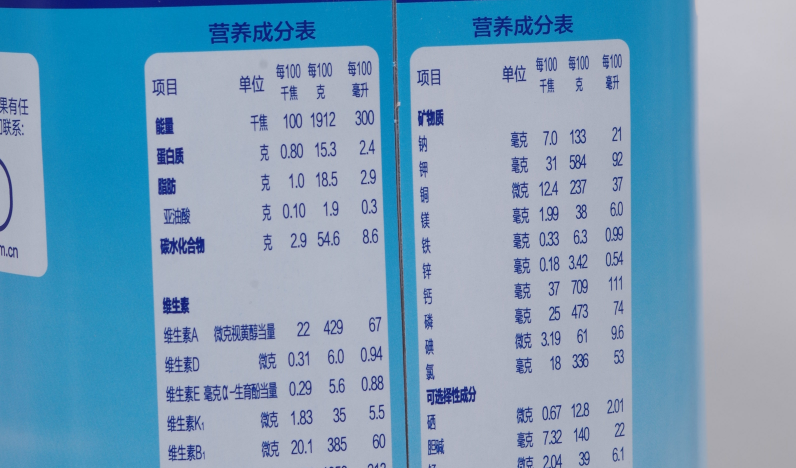 果有任
联系:
m.cn
营养成分表
项目 单位 每100千焦 每100克 每100毫升
能量 千焦 100 1912 300
蛋白质 克 0.80 15.3 2.4
脂肪 克 1.0 18.5 2.9
亚油酸 克 0.10 1.9 0.3
碳水化合物 克 2.9 54.6 8.6
维生素
维生素A 微克视黄醇当量 22 429 67
维生素D 微克 0.31 6.0 0.94
维生素E 毫克α-生育酚当量 0.29 5.6 0.88
维生素K₁ 微克 1.83 35 5.5
维生素B₁ 微克 20.1 385 60
营养成分表
项目 单位 每100千焦 每100克 每100毫升
矿物质
钠 毫克 7.0 133 21
钾 毫克 31 584 92
铜 微克 12.4 237 37
镁 毫克 1.99 38 6.0
铁 毫克 0.33 6.3 0.99
锌 毫克 0.18 3.42 0.54
钙 毫克 37 709 111
磷 毫克 25 473 74
碘 微克 3.19 61 9.6
氯 毫克 18 336 53
可选择性成分
硒 微克 0.67 12.8 2.01
胆碱 毫克 7.32 140 22
微克 2.04 39 6.1